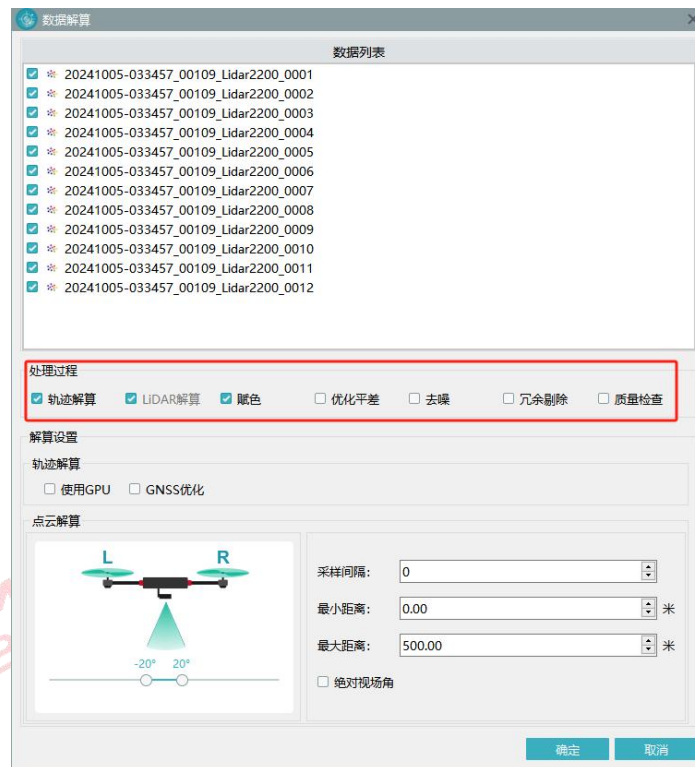 数据解算
数据列表
20241005-033457_00109_Lidar2200_0001
20241005-033457_00109_Lidar2200_0002
20241005-033457_00109_Lidar2200_0003
20241005-033457_00109_Lidar2200_0004
20241005-033457_00109_Lidar2200_0005
20241005-033457_00109_Lidar2200_0006
20241005-033457_00109_Lidar2200_0007
20241005-033457_00109_Lidar2200_0008
20241005-033457_00109_Lidar2200_0009
20241005-033457_00109_Lidar2200_0010
20241005-033457_00109_Lidar2200_0011
20241005-033457_00109_Lidar2200_0012
处理过程
轨迹解算 LiDAR解算 赋色 优化平差 去噪 冗余剔除 质量检查
解算设置
轨迹解算
使用GPU GNSS优化
点云解算
L R
-20° 20°
采样间隔: 0
最小距离: 0.00 米
最大距离: 500.00 米
绝对视场角
确定 取消